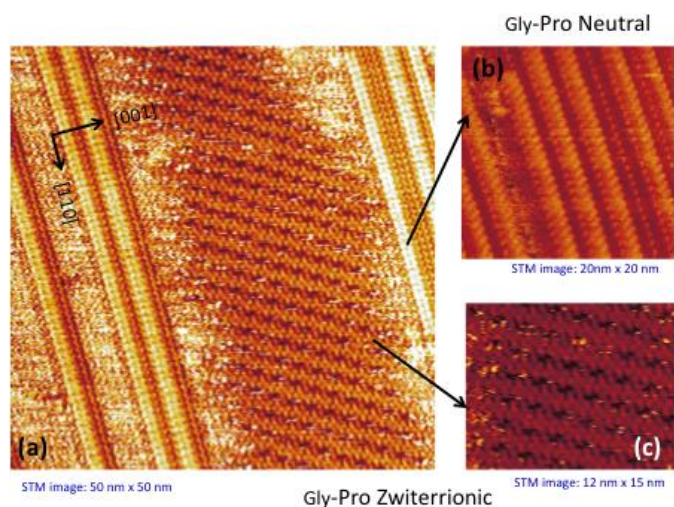 Gly-Pro Neutral
(b)
[001]
[110]
STM image: 20nm x 20 nm
(a)
(c)
STM image: 50 nm x 50 nm
STM image: 12 nm x 15 nm
Gly-Pro Zwiterrionic